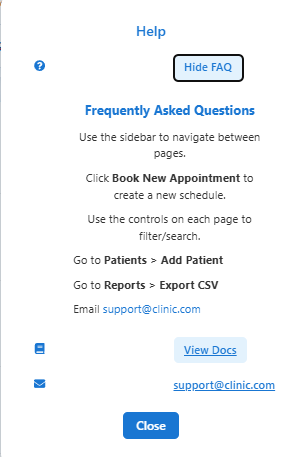 Help
Hide FAQ
Frequently Asked Questions
Use the sidebar to navigate between
pages.
Click Book New Appointment to
create a new schedule.
Use the controls on each page to
filter/search.
Go to Patients > Add Patient
Go to Reports > Export CSV
Email support@clinic.com
View Docs
support@clinic.com
Close